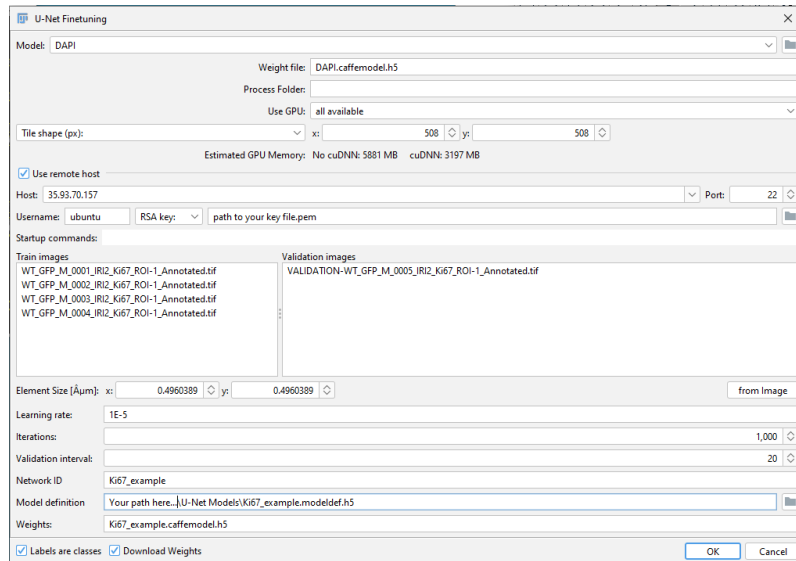 U-Net Finetuning
Model: DAPI
Weight file: DAPI.caffemodel.h5
Process Folder:
Use GPU: all available
Tile shape (px): x: 508 y: 508
Estimated GPU Memory: No cuDNN: 5881 MB cuDNN: 3197 MB
Use remote host
Host: 35.93.70.157 Port: 22
Username: ubuntu RSA key: path to your key file.pem
Startup commands:
Train images Validation images
WT_GFP_M_0001_IRI2_Ki67_ROI-1_Annotated.tif VALIDATION-WT_GFP_M_0005_IRI2_Ki67_ROI-1_Annotated.tif
WT_GFP_M_0002_IRI2_Ki67_ROI-1_Annotated.tif
WT_GFP_M_0003_IRI2_Ki67_ROI-1_Annotated.tif
WT_GFP_M_0004_IRI2_Ki67_ROI-1_Annotated.tif
Element Size [Âµm]: x: 0.4960389 y: 0.4960389 from Image
Learning rate: 1E-5
Iterations: 1,000
Validation interval: 20
Network ID Ki67_example
Model definition Your path here...\U-Net Models\Ki67_example.modeldef.h5
Weights: Ki67_example.caffemodel.h5
Labels are classes Download Weights OK Cancel